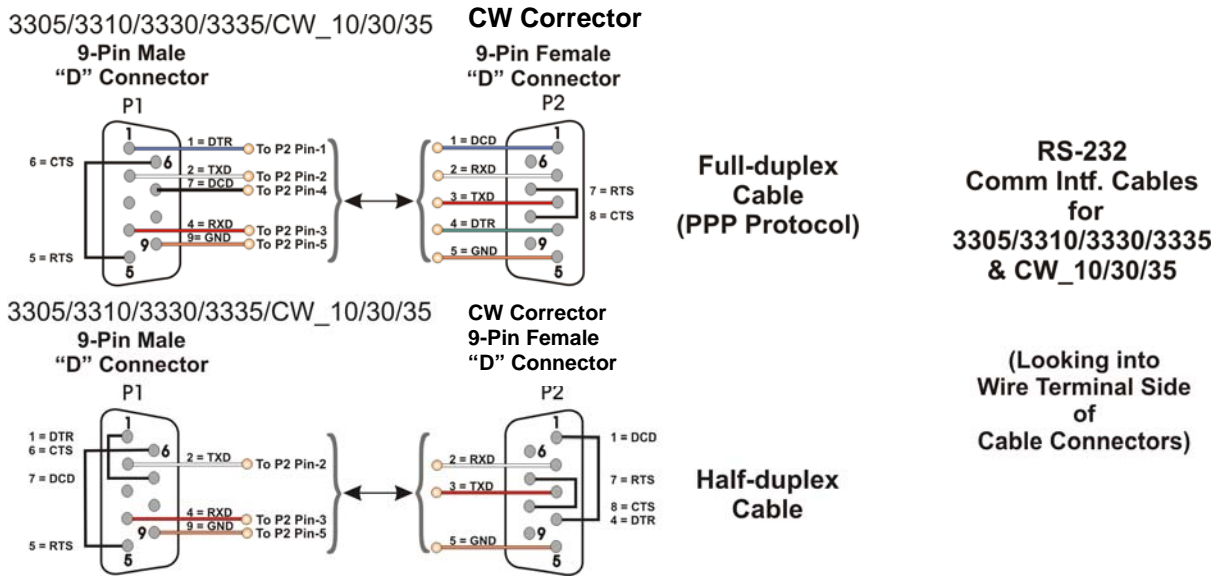 3305/3310/3330/3335/CW_10/30/35
9-Pin Male
“D” Connector
P1
1
6
9
5
6 = CTS
5 = RTS
1 = DTR
To P2 Pin-1
2 = TXD
To P2 Pin-2
7 = DCD
To P2 Pin-4
4 = RXD
To P2 Pin-3
9= GND
To P2 Pin-5
CW Corrector
9-Pin Female
“D” Connector
P2
1
6
9
5
1 = DCD
2 = RXD
3 = TXD
4 = DTR
5 = GND
7 = RTS
8 = CTS
Full-duplex
Cable
(PPP Protocol)
3305/3310/3330/3335/CW_10/30/35
9-Pin Male
“D” Connector
P1
1
6
9
5
1 = DTR
6 = CTS
7 = DCD
5 = RTS
2 = TXD
To P2 Pin-2
4 = RXD
To P2 Pin-3
9 = GND
To P2 Pin-5
CW Corrector
9-Pin Female
“D” Connector
P2
1
6
9
5
2 = RXD
3 = TXD
5 = GND
1 = DCD
7 = RTS
8 = CTS
4 = DTR
Half-duplex
Cable
RS-232
Comm Intf. Cables
for
3305/3310/3330/3335
& CW_10/30/35
(Looking into
Wire Terminal Side
of
Cable Connectors)